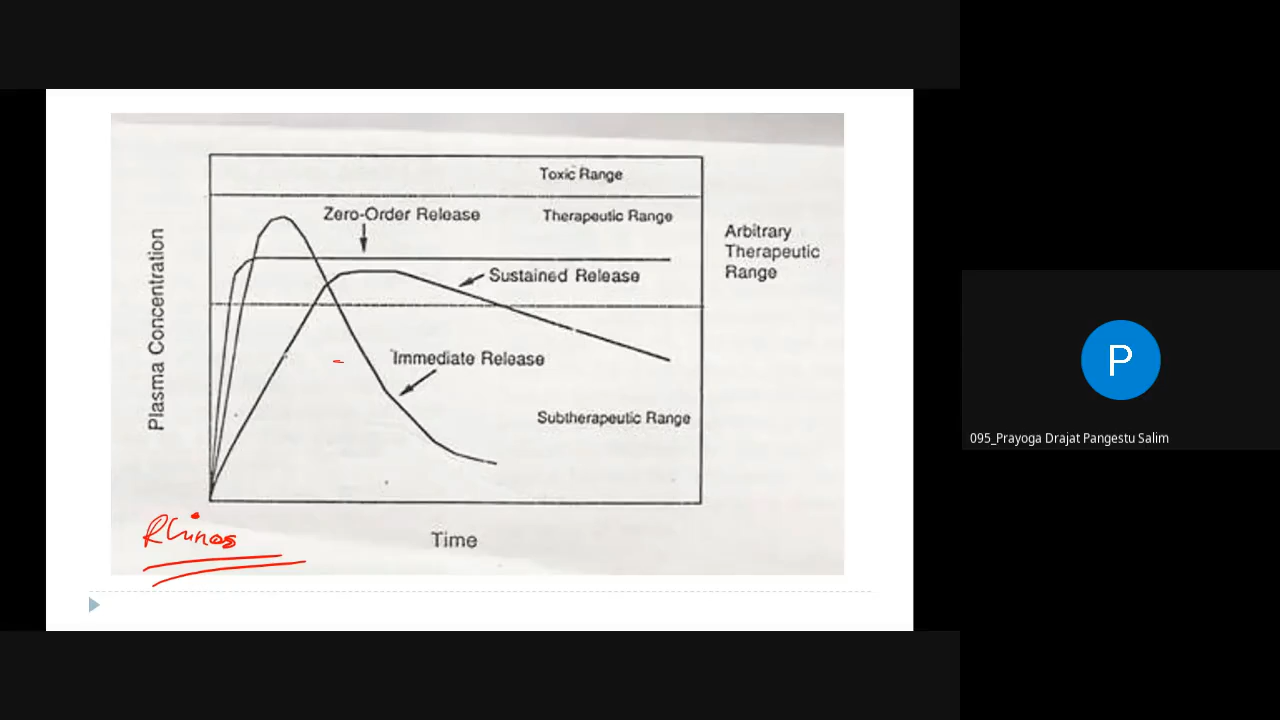 Toxic Range
Zero-Order Release
Therapeutic Range
Arbitrary
Therapeutic
Range
Sustained Release
Plasma Concentration
Immediate Release
Subtherapeutic Range
Rhinos
Time
P
095_Prayoga Drajat Pangestu Salim